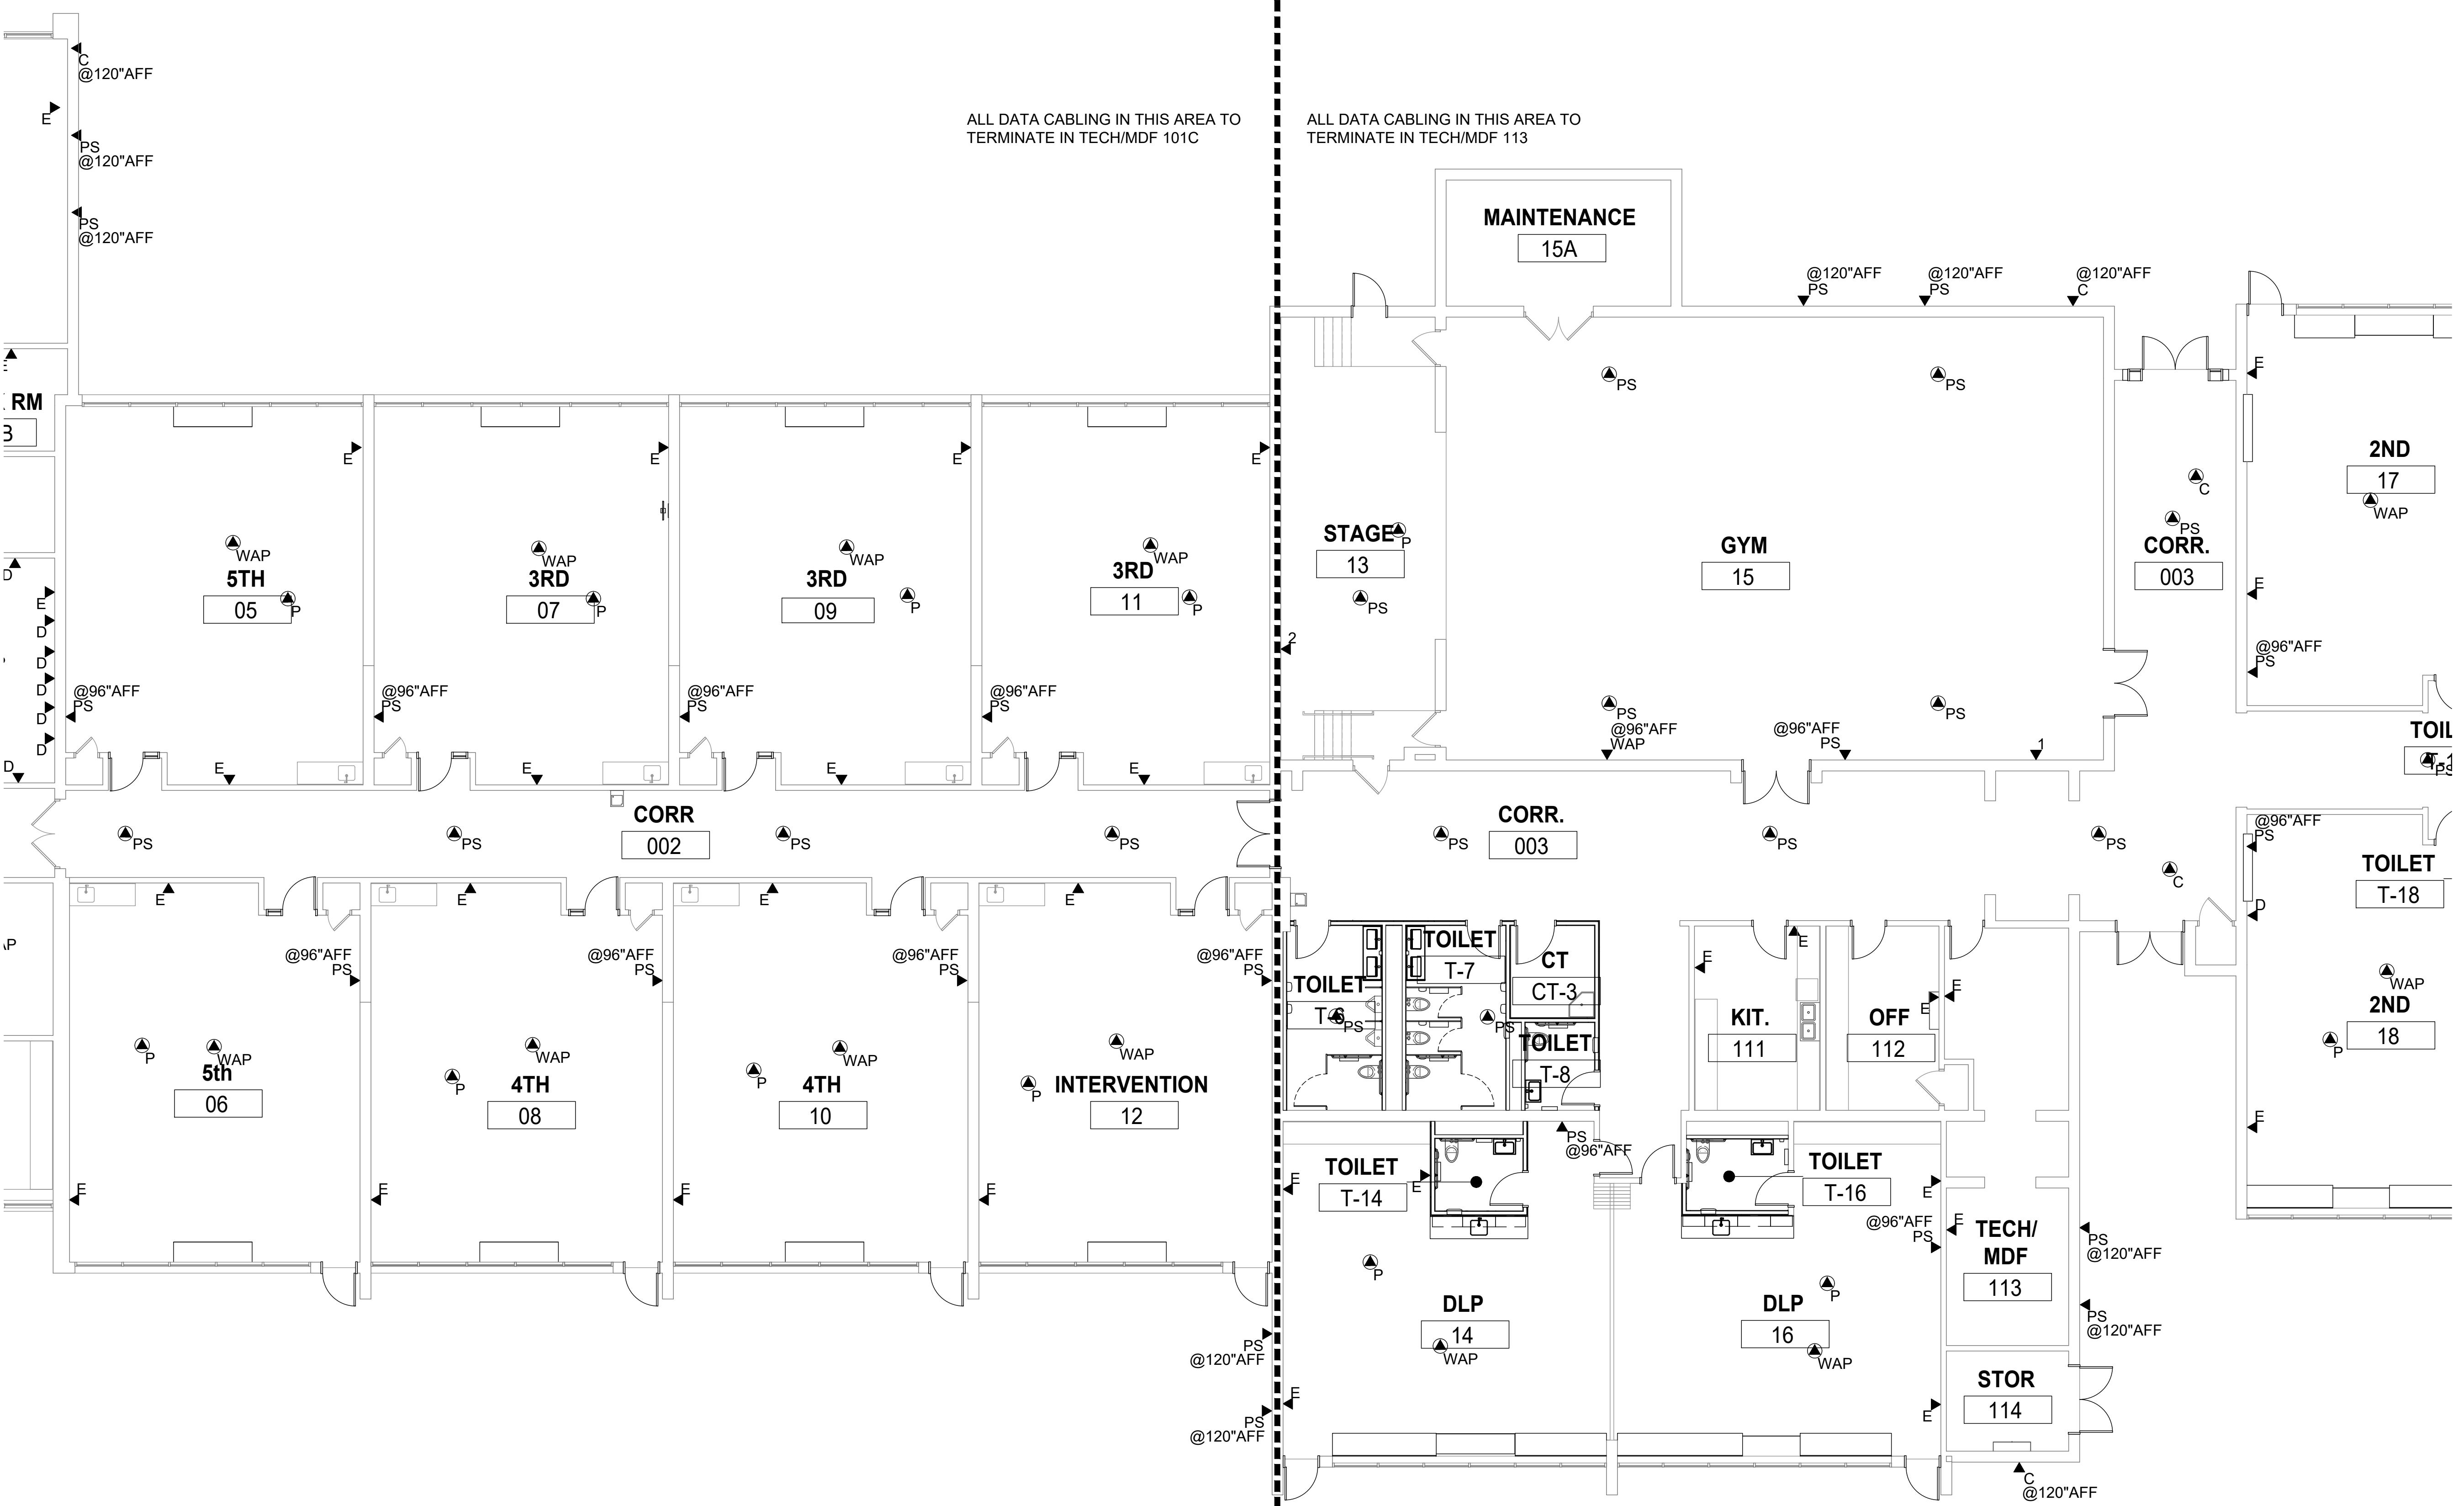 C
@120"AFF
E
PS
@120"AFF
PS
@120"AFF
ALL DATA CABLING IN THIS AREA TO
TERMINATE IN TECH/MDF 101C
ALL DATA CABLING IN THIS AREA TO
TERMINATE IN TECH/MDF 113
MAINTENANCE
15A
@120"AFF
PS
@120"AFF
PS
@120"AFF
C
RM
E
E
E
E
PS
PS
E
2ND
17
WAP
C
PS
CORR.
003
E
WAP
5TH
05
P
WAP
3RD
07
P
WAP
3RD
09
P
WAP
3RD
11
P
STAGE
P
13
PS
GYM
15
2
D
E
D
D
D
D
D
D
@96"AFF
PS
@96"AFF
PS
@96"AFF
PS
@96"AFF
PS
PS
@96"AFF
WAP
@96"AFF
PS
PS
1
@96"AFF
PS
E
E
E
E
PS
PS
PS
CORR
002
PS
PS
CORR.
003
PS
PS
C
PS
@96"AFF
PS
TOILET
T-18
D
WAP
2ND
18
P
E
E
E
E
E
@96"AFF
PS
@96"AFF
PS
@96"AFF
PS
@96"AFF
PS
P
WAP
5th
06
P
WAP
4TH
08
P
WAP
4TH
10
WAP
P
INTERVENTION
12
E
E
E
E
TOILET
T-6
PS
TOILET
T-7
PS
CT
CT-3
TOILET
T-8
E
E
KIT.
111
OFF
112
E
E
PS
@96"AFF
TOILET
T-14
E
E
TOILET
T-16
E
@96"AFF
PS
E
TECH/
MDF
113
PS
@120"AFF
PS
@120"AFF
P
DLP
14
WAP
P
DLP
16
WAP
PS
@120"AFF
PS
@120"AFF
E
E
STOR
114
C
@120"AFF